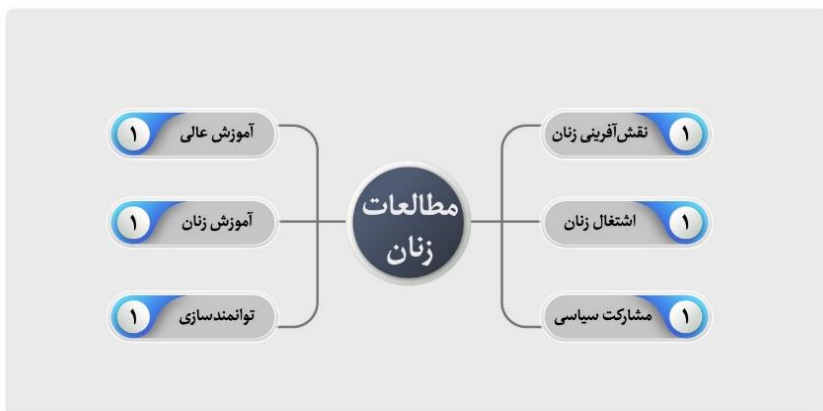 مطالعات
زنان
۱ نقش‌آفرینی زنان
۱ اشتغال زنان
۱ مشارکت سیاسی
آموزش عالی ۱
آموزش زنان ۱
توانمندسازی ۱